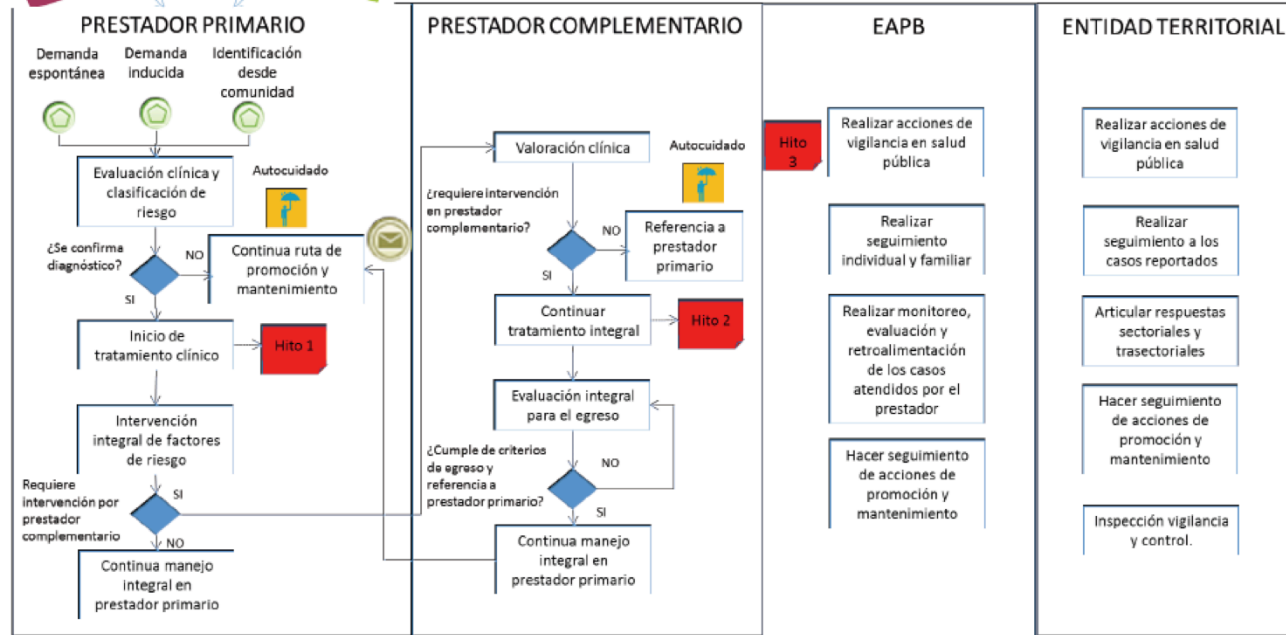 PRESTADOR PRIMARIO
Demanda
espontánea
Demanda
inducida
Identificación
desde
comunidad
Evaluación clínica y
clasificación de
riesgo
Autocuidado
¿Se confirma
diagnóstico?
NO
Continua ruta de
promoción y
mantenimiento
SI
Inicio de
tratamiento clínico
Hito 1
Intervención
integral de factores
de riesgo
Requiere
intervención por
prestador
complementario
SI
NO
Continua manejo
integral en
prestador primario
PRESTADOR COMPLEMENTARIO
Valoración clínica
Autocuidado
¿requiere intervención
en prestador
complementario?
NO
Referencia a
prestador
primario
SI
Continuar
tratamiento integral
Hito 2
Evaluación integral
para el egreso
¿Cumple de criterios
de egreso y
referencia a
prestador primario?
NO
SI
Continua manejo
integral en
prestador primario
EAPB
Hito
3
Realizar acciones de
vigilancia en salud
pública
Realizar
seguimiento
individual y familiar
Realizar monitoreo,
evaluación y
retroalimentación
de los casos
atendidos por el
prestador
Hacer seguimiento
de acciones de
promoción y
mantenimiento
ENTIDAD TERRITORIAL
Realizar acciones de
vigilancia en salud
pública
Realizar
seguimiento a los
casos reportados
Articular respuestas
sectoriales y
trasectoriales
Hacer seguimiento
de acciones de
promoción y
mantenimiento
Inspección vigilancia
y control.